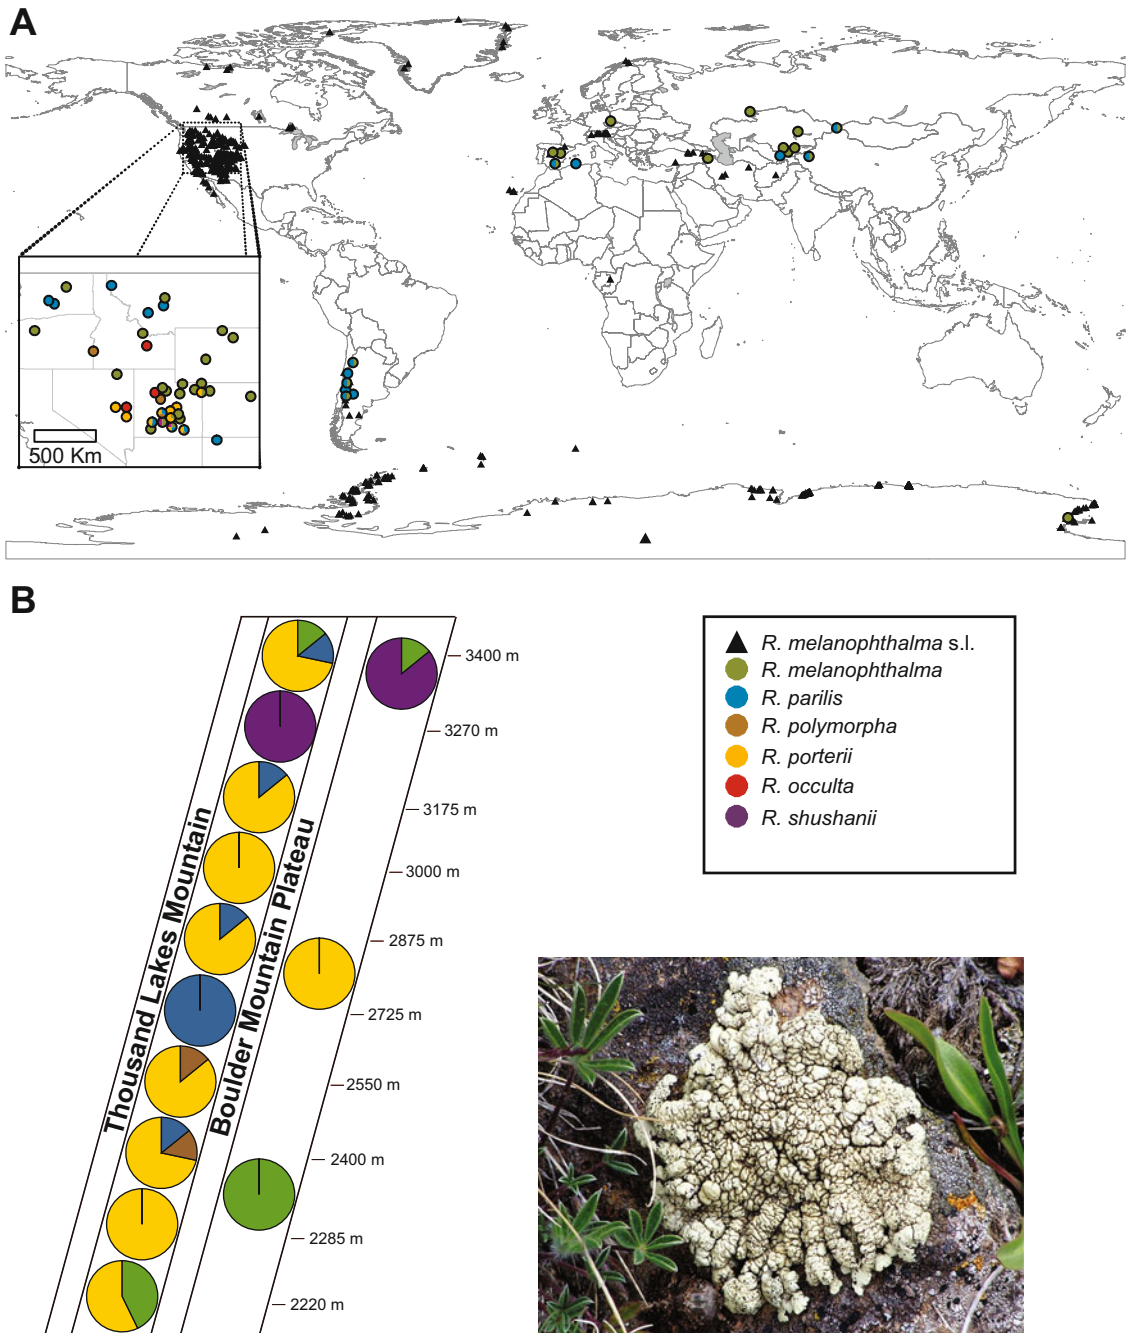 A
500 Km
B
Thousand Lakes Mountain
Boulder Mountain Plateau
3400 m
3270 m
3175 m
3000 m
2875 m
2725 m
2550 m
2400 m
2285 m
2220 m
R. melanophthalma s.l.
R. melanophthalma
R. parilis
R. polymorpha
R. porterii
R. occulta
R. shushanii